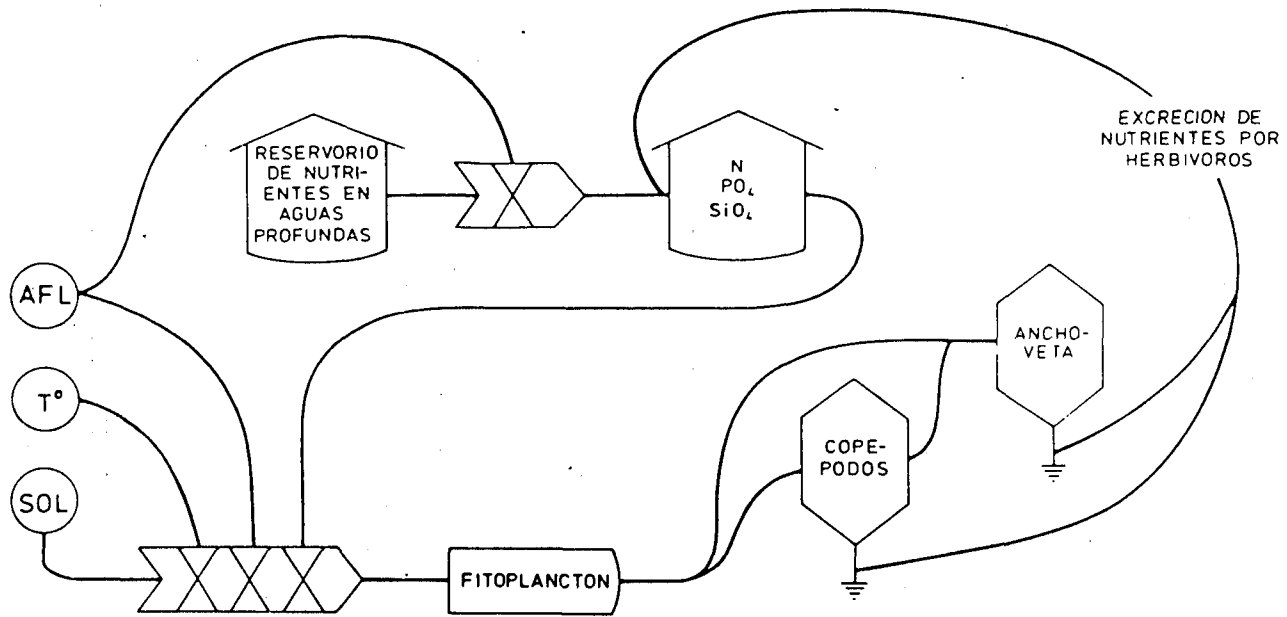 RESERVORIO
DE NUTRI-
ENTES EN
AGUAS
PROFUNDAS
N
PO₄
SiO₄
EXCRECION DE
NUTRIENTES POR
HERBIVOROS
AFL
T°
SOL
ANCHO-
VETA
COPE-
PODOS
FITOPLANCTON